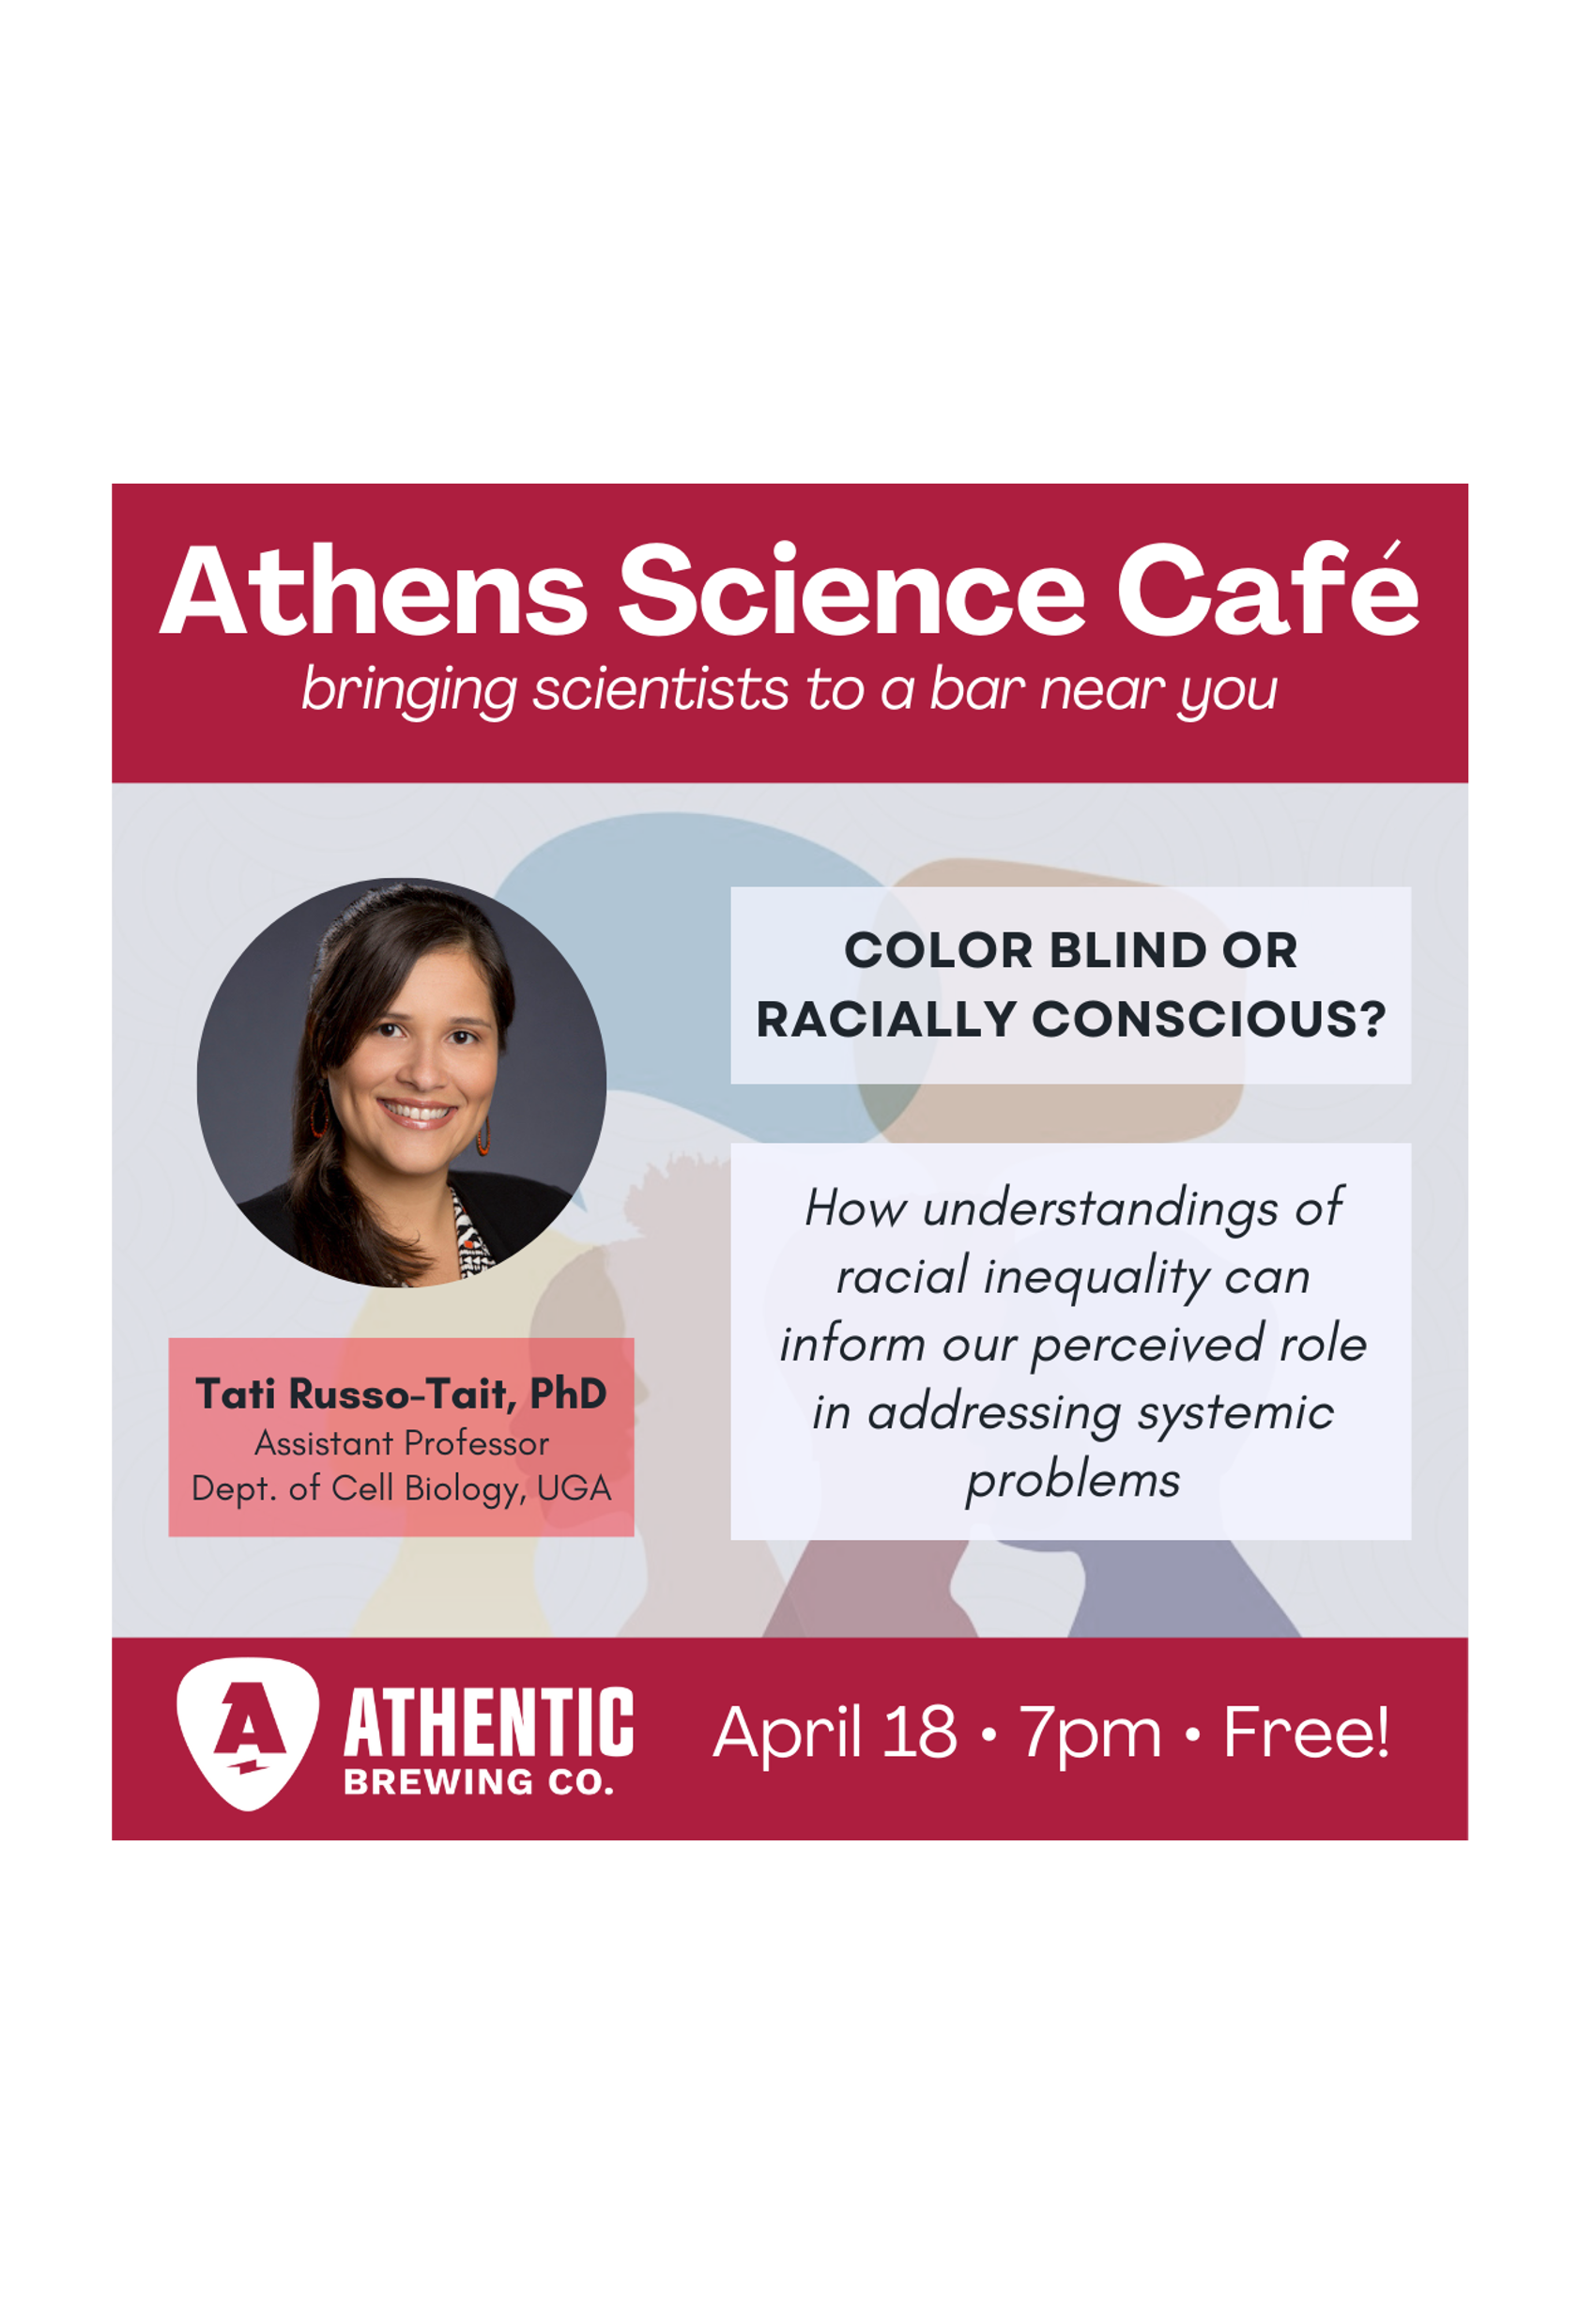 Athens Science Café
bringing scientists to a bar near you
COLOR BLIND OR
RACIALLY CONSCIOUS?
How understandings of
racial inequality can
inform our perceived role
in addressing systemic
problems
Tati Russo-Tait, PhD
Assistant Professor
Dept. of Cell Biology, UGA
A
ATHENTIC
BREWING CO.
April 18 • 7pm • Free!